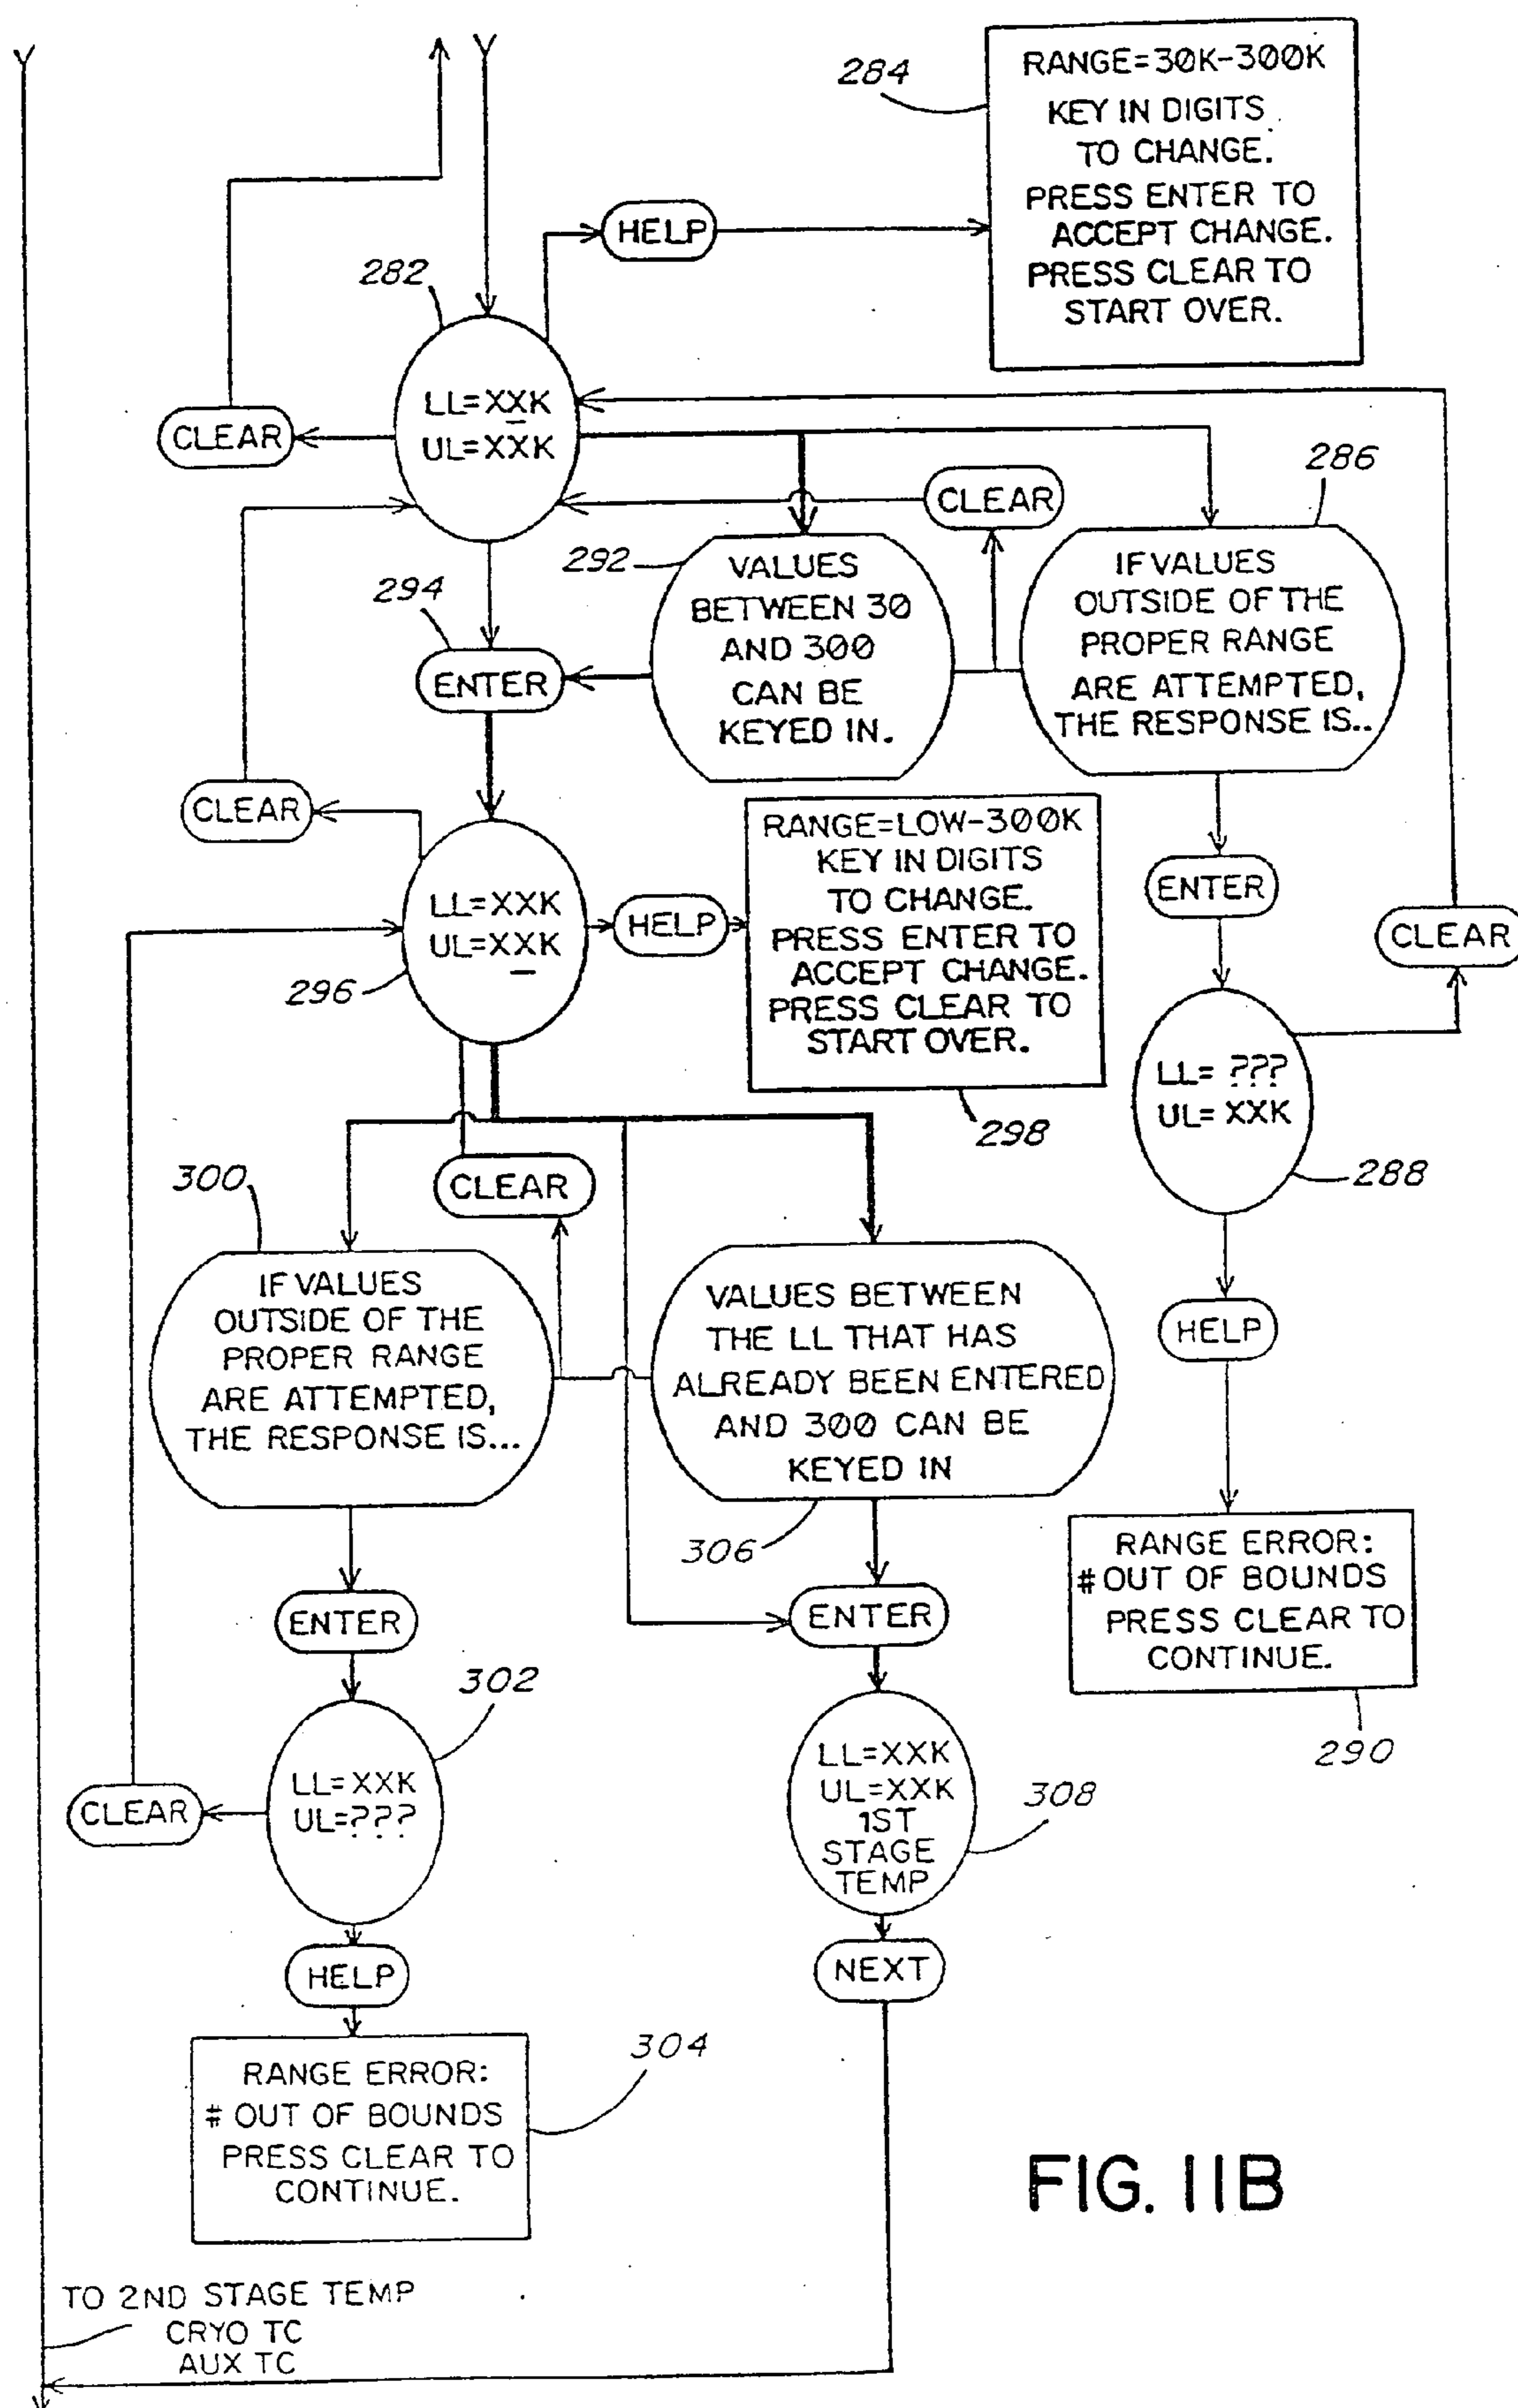 284
RANGE=30K-300K
KEY IN DIGITS
TO CHANGE.
PRESS ENTER TO
ACCEPT CHANGE.
PRESS CLEAR TO
START OVER.
HELP
282
LL=XXK
UL=XXK
CLEAR
286
CLEAR
292
VALUES
BETWEEN 30
AND 300
CAN BE
KEYED IN.
IF VALUES
OUTSIDE OF THE
PROPER RANGE
ARE ATTEMPTED,
THE RESPONSE IS..
294
ENTER
CLEAR
RANGE=LOW-300K
KEY IN DIGITS
TO CHANGE.
PRESS ENTER TO
ACCEPT CHANGE.
PRESS CLEAR TO
START OVER.
ENTER
LL=XXK
UL=XXK
HELP
CLEAR
296
298
LL= ???
UL= XXK
288
300
CLEAR
IF VALUES
OUTSIDE OF THE
PROPER RANGE
ARE ATTEMPTED,
THE RESPONSE IS...
VALUES BETWEEN
THE LL THAT HAS
ALREADY BEEN ENTERED
AND 300 CAN BE
KEYED IN
HELP
306
RANGE ERROR:
# OUT OF BOUNDS
PRESS CLEAR TO
CONTINUE.
290
ENTER
ENTER
302
LL=XXK
UL=???
CLEAR
LL=XXK
UL=XXK
1ST
STAGE
TEMP
308
HELP
NEXT
304
RANGE ERROR:
# OUT OF BOUNDS
PRESS CLEAR TO
CONTINUE.
FIG. 11B
TO 2ND STAGE TEMP
CRYO TC
AUX TC